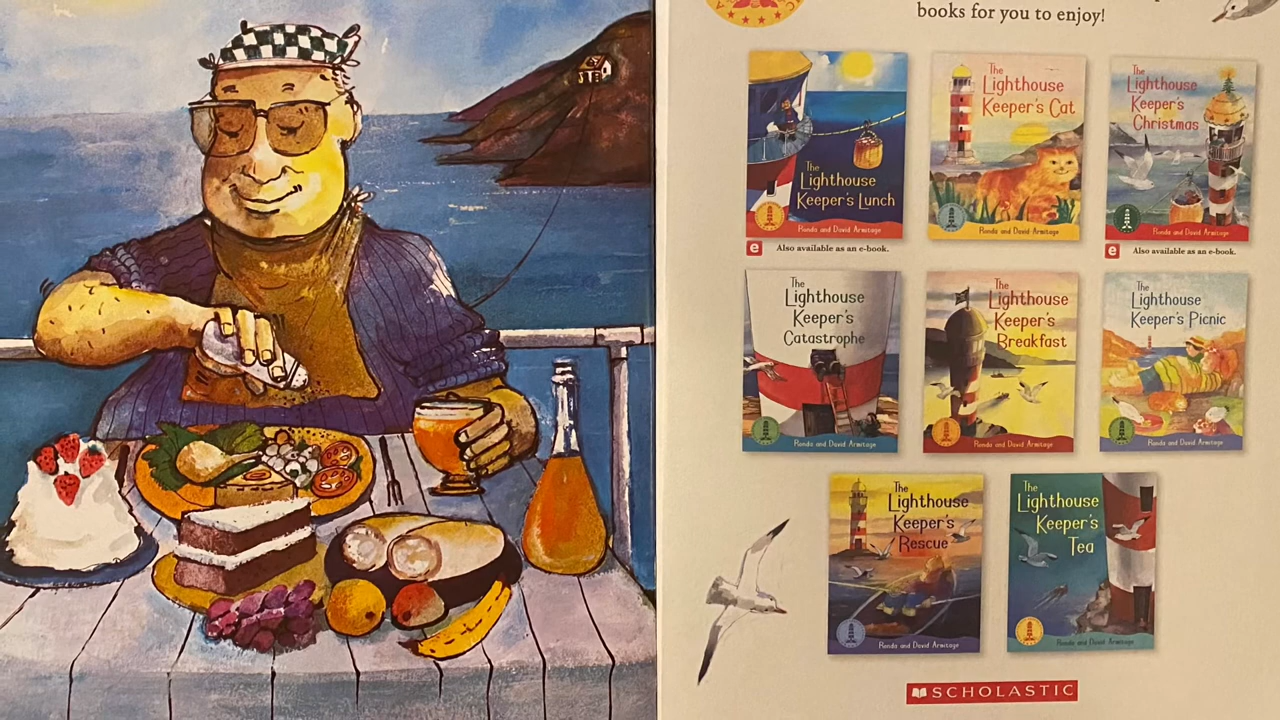 books for you to enjoy!
The
Lighthouse
Keeper's Lunch
Ronda and David Armitage
The
Lighthouse
Keeper's Cat
Ronda and David Armitage
The
Lighthouse
Keeper's
Christmas
Ronda and David Armitage
e Also available as an e-book.
e Also available as an e-book.
The
Lighthouse
Keeper's
Catastrophe
Ronda and David Armitage
The
Lighthouse
Keeper's
Breakfast
Ronda and David Armitage
The
Lighthouse
Keeper's Picnic
Ronda and David Armitage
The
Lighthouse
Keeper's
Rescue
Ronda and David Armitage
The
Lighthouse
Keeper's
Tea
Ronda and David Armitage
SCHOLASTIC